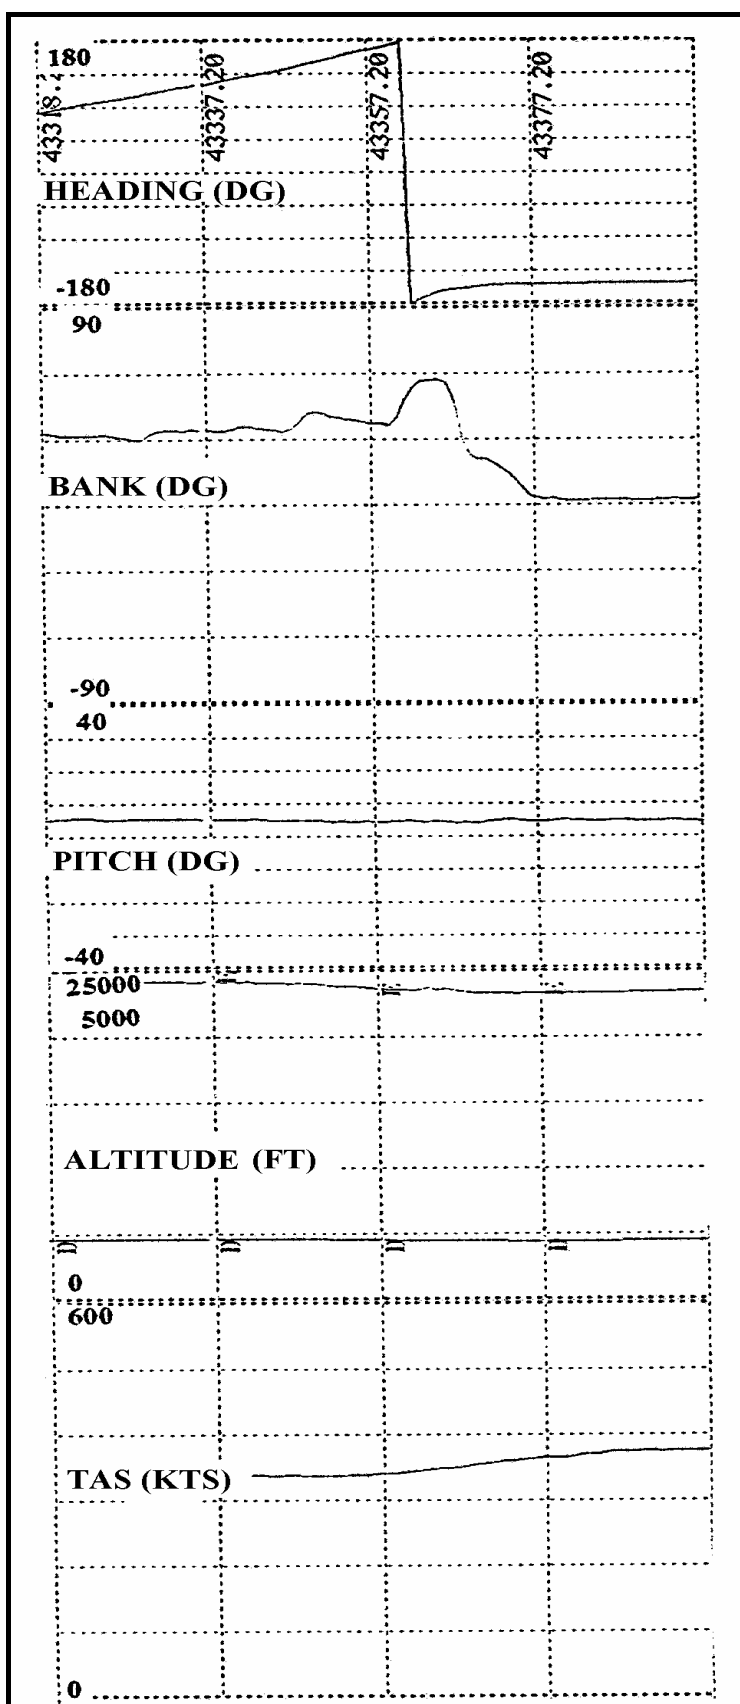 180
43337.20
43357.20
43377.20
HEADING (DG)
-180
90
BANK (DG)
-90
40
PITCH (DG)
-40
25000
5000
ALTITUDE (FT)
D
D
D
D
0
600
TAS (KTS)
0